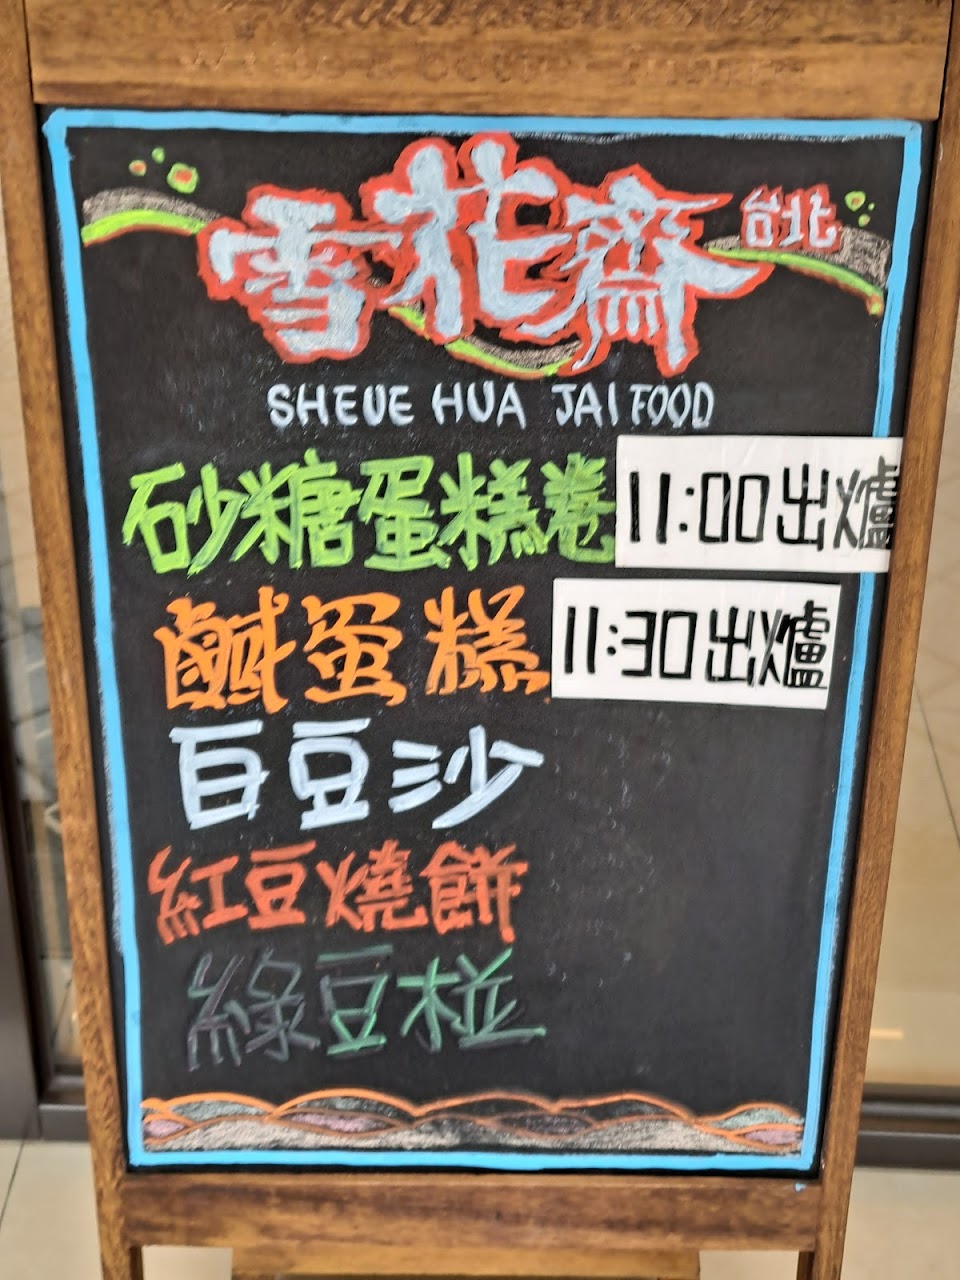 雪花齋 台北
SHEUE HUA JAI FOOD
砂糖蛋糕卷 11:00出爐
鹹蛋糕 11:30出爐
白豆沙
紅豆燒餅
綠豆椪